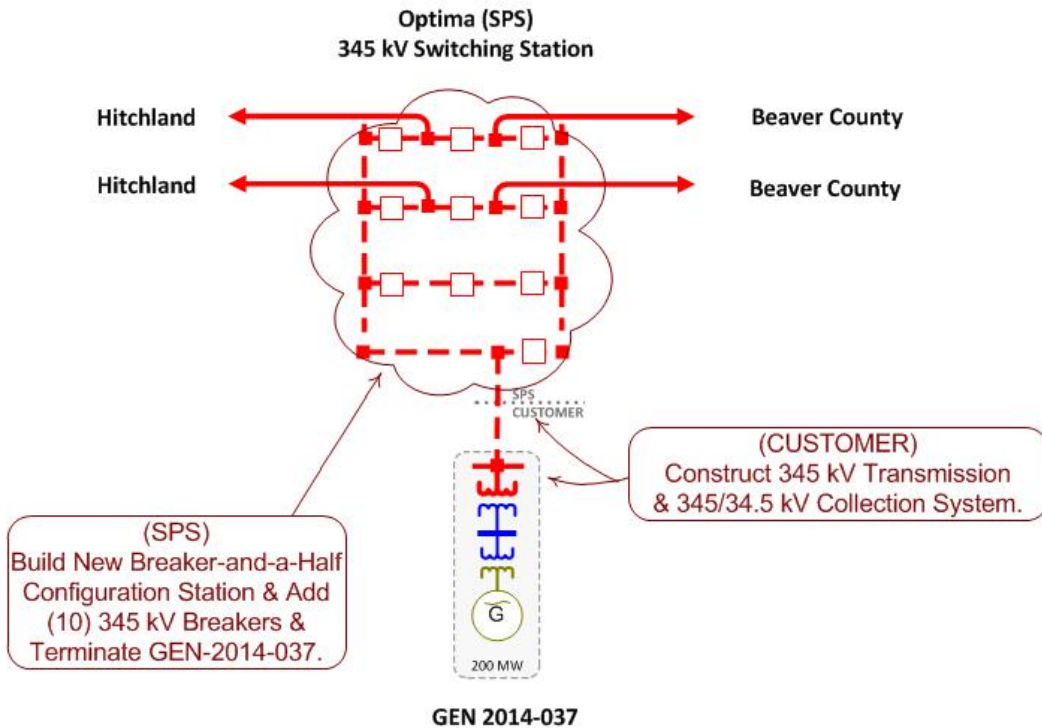 Optima (SPS)
345 kV Switching Station
Hitchland
Beaver County
Hitchland
Beaver County
SPS
CUSTOMER
(CUSTOMER)
Construct 345 kV Transmission
& 345/34.5 kV Collection System.
(SPS)
Build New Breaker-and-a-Half
Configuration Station & Add
(10) 345 kV Breakers &
Terminate GEN-2014-037.
G
200 MW
GEN 2014-037